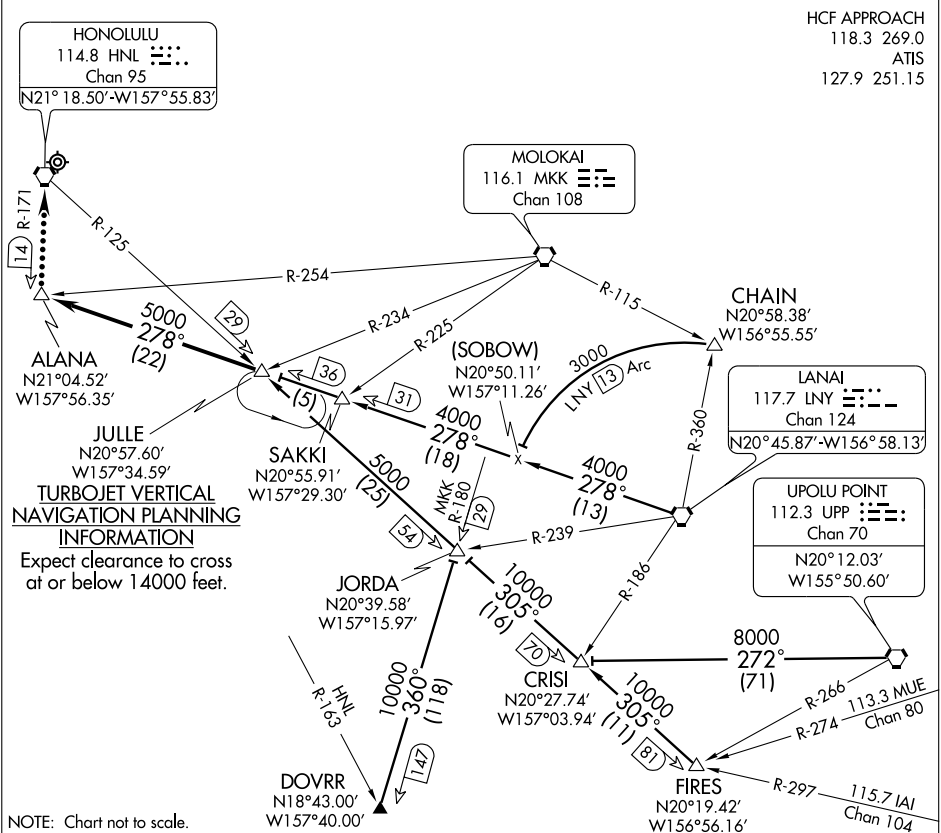 HCF APPROACH
118.3 269.0
ATIS
127.9 251.15
HONOLULU
114.8 HNL
Chan 95
N21° 18.50'-W157° 55.83'
MOLOKAI
116.1 MKK
Chan 108
R-171
14
R-125
R-254
R-234
R-225
R-115
CHAIN
N20°58.38'
W156°55.55'
5000
278°
(22)
29
ALANA
N21°04.52'
W157°56.35'
36
(5)
31
(SOBOW)
N20°50.11'
W157°11.26'
3000
LNY 13 Arc
LANAI
117.7 LNY
Chan 124
N20°45.87'-W156°58.13'
R-360
JULLE
N20°57.60'
W157°34.59'
SAKKI
N20°55.91'
W157°29.30'
4000
278°
(18)
4000
278°
(13)
TURBOJET VERTICAL
NAVIGATION PLANNING
INFORMATION
Expect clearance to cross
at or below 14000 feet.
5000
(25)
MKK
R-180
29
54
R-239
R-186
UPOLU POINT
112.3 UPP
Chan 70
N20°12.03'
W155°50.60'
JORDA
N20°39.58'
W157°15.97'
10000
305°
(16)
70
CRISI
N20°27.74'
W157°03.94'
8000
272°
(71)
HNL
R-163
10000
360°
(118)
147
10000
305°
(11)
81
R-266
R-274
113.3 MUE
Chan 80
R-297
115.7 IAI
Chan 104
DOVRR
N18°43.00'
W157°40.00'
FIRES
N20°19.42'
W156°56.16'
NOTE: Chart not to scale.